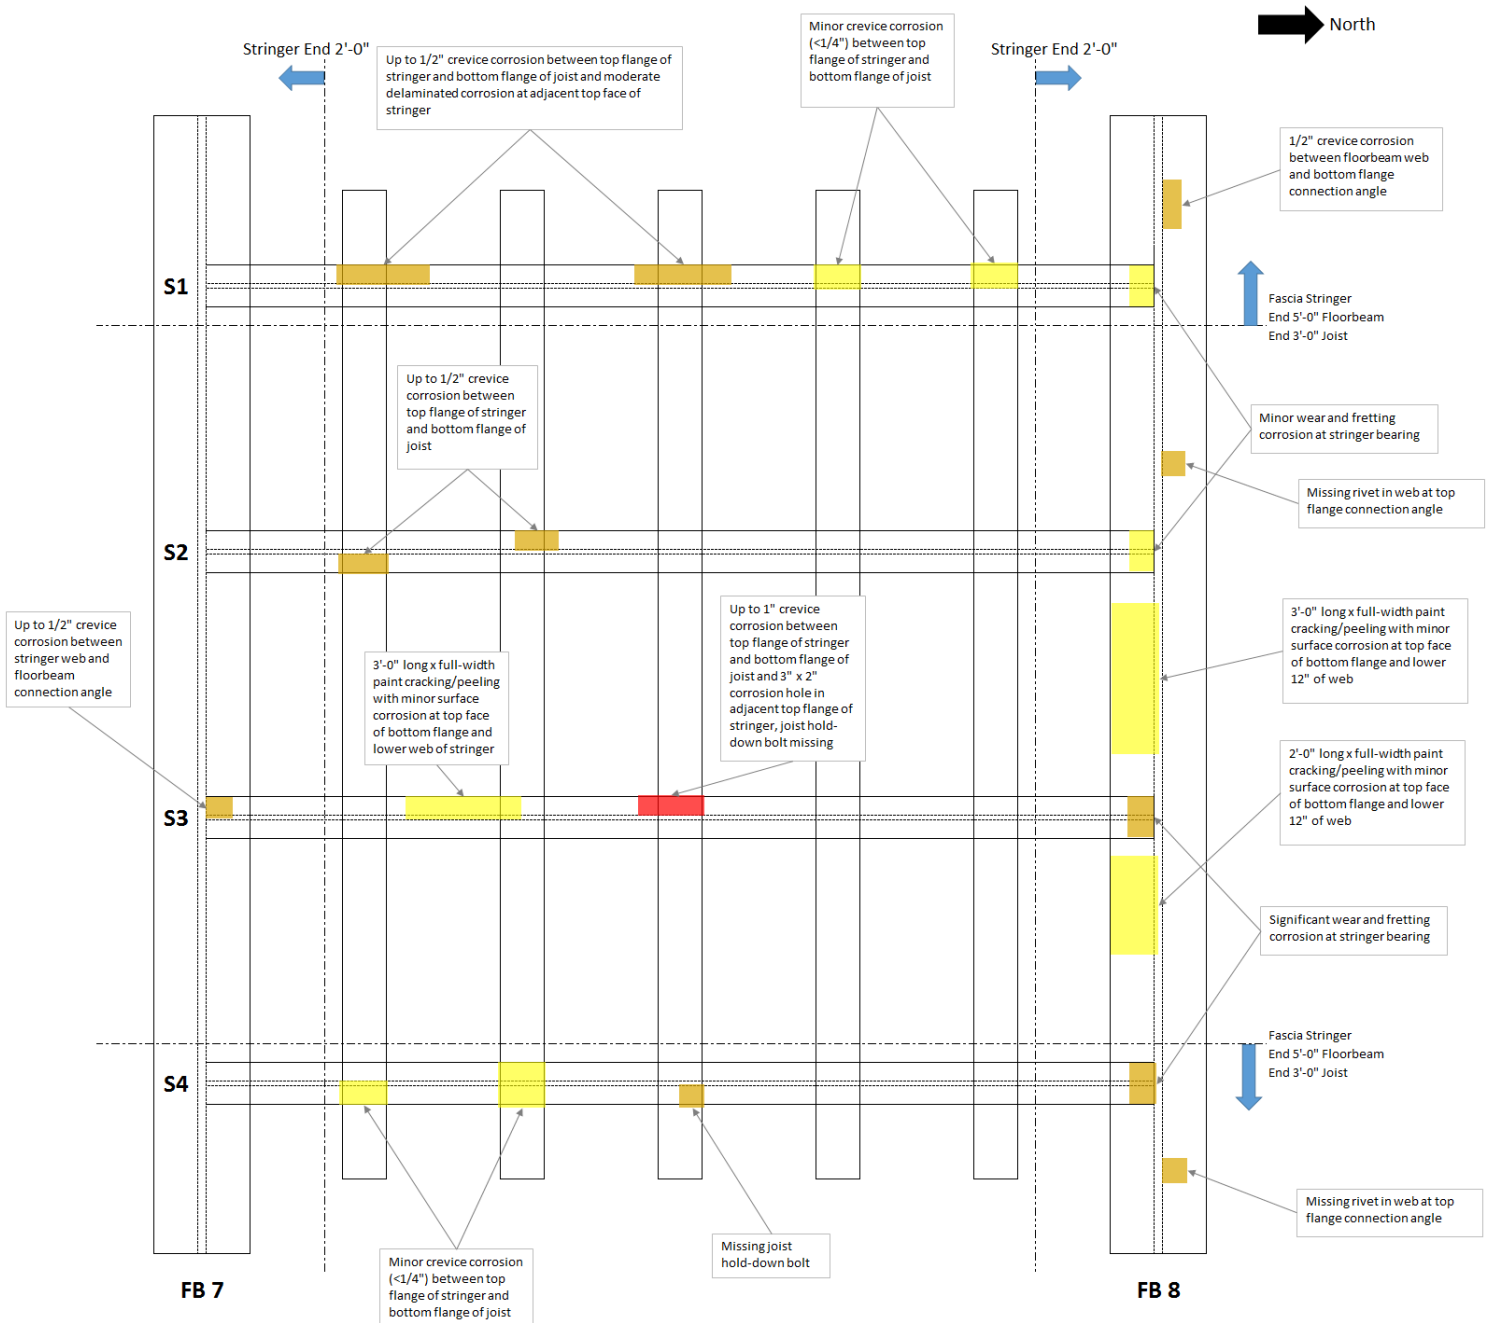 Stringer End 2'-0"
Up to 1/2" crevice corrosion between top flange of
stringer and bottom flange of joist and moderate
delaminated corrosion at adjacent top face of
stringer
Minor crevice corrosion
(<1/4") between top
flange of stringer and
bottom flange of joist
Stringer End 2'-0"
North
1/2" crevice corrosion
between floorbeam web
and bottom flange
connection angle
S1
Fascia Stringer
End 5'-0" Floorbeam
End 3'-0" Joist
Up to 1/2" crevice
corrosion between
top flange of stringer
and bottom flange of
joist
Minor wear and fretting
corrosion at stringer bearing
Missing rivet in web at top
flange connection angle
S2
Up to 1/2" crevice
corrosion between
stringer web and
floorbeam
connection angle
3'-0" long x full-width
paint cracking/peeling
with minor surface
corrosion at top face
of bottom flange and
lower web of stringer
Up to 1" crevice
corrosion between
top flange of stringer
and bottom flange of
joist and 3" x 2"
corrosion hole in
adjacent top flange of
stringer, joist hold-
down bolt missing
3'-0" long x full-width paint
cracking/peeling with minor
surface corrosion at top face
of bottom flange and lower
12" of web
2'-0" long x full-width paint
cracking/peeling with minor
surface corrosion at top face
of bottom flange and lower
12" of web
S3
Significant wear and fretting
corrosion at stringer bearing
Fascia Stringer
End 5'-0" Floorbeam
End 3'-0" Joist
S4
Minor crevice corrosion
(<1/4") between top
flange of stringer and
bottom flange of joist
Missing joist
hold-down bolt
Missing rivet in web at top
flange connection angle
FB 7
FB 8